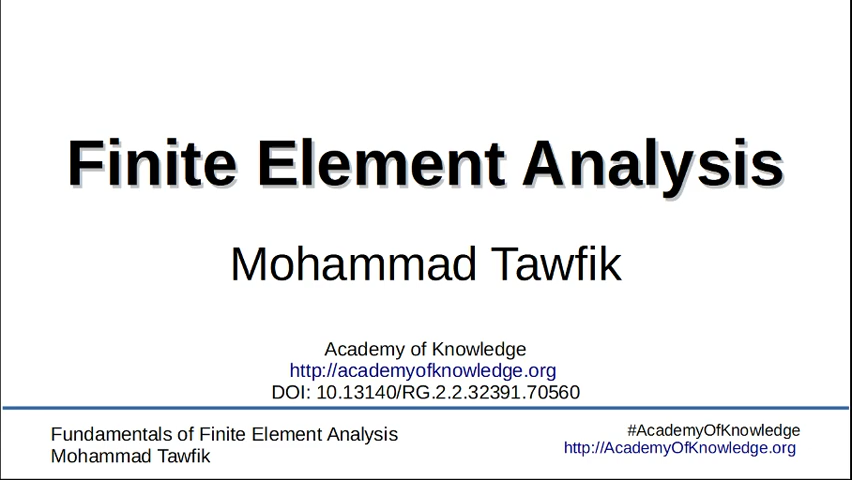 Finite Element Analysis
Mohammad Tawfik
Academy of Knowledge
http://academyofknowledge.org
DOI: 10.13140/RG.2.2.32391.70560
Fundamentals of Finite Element Analysis
Mohammad Tawfik
#AcademyOfKnowledge
http://AcademyOfKnowledge.org